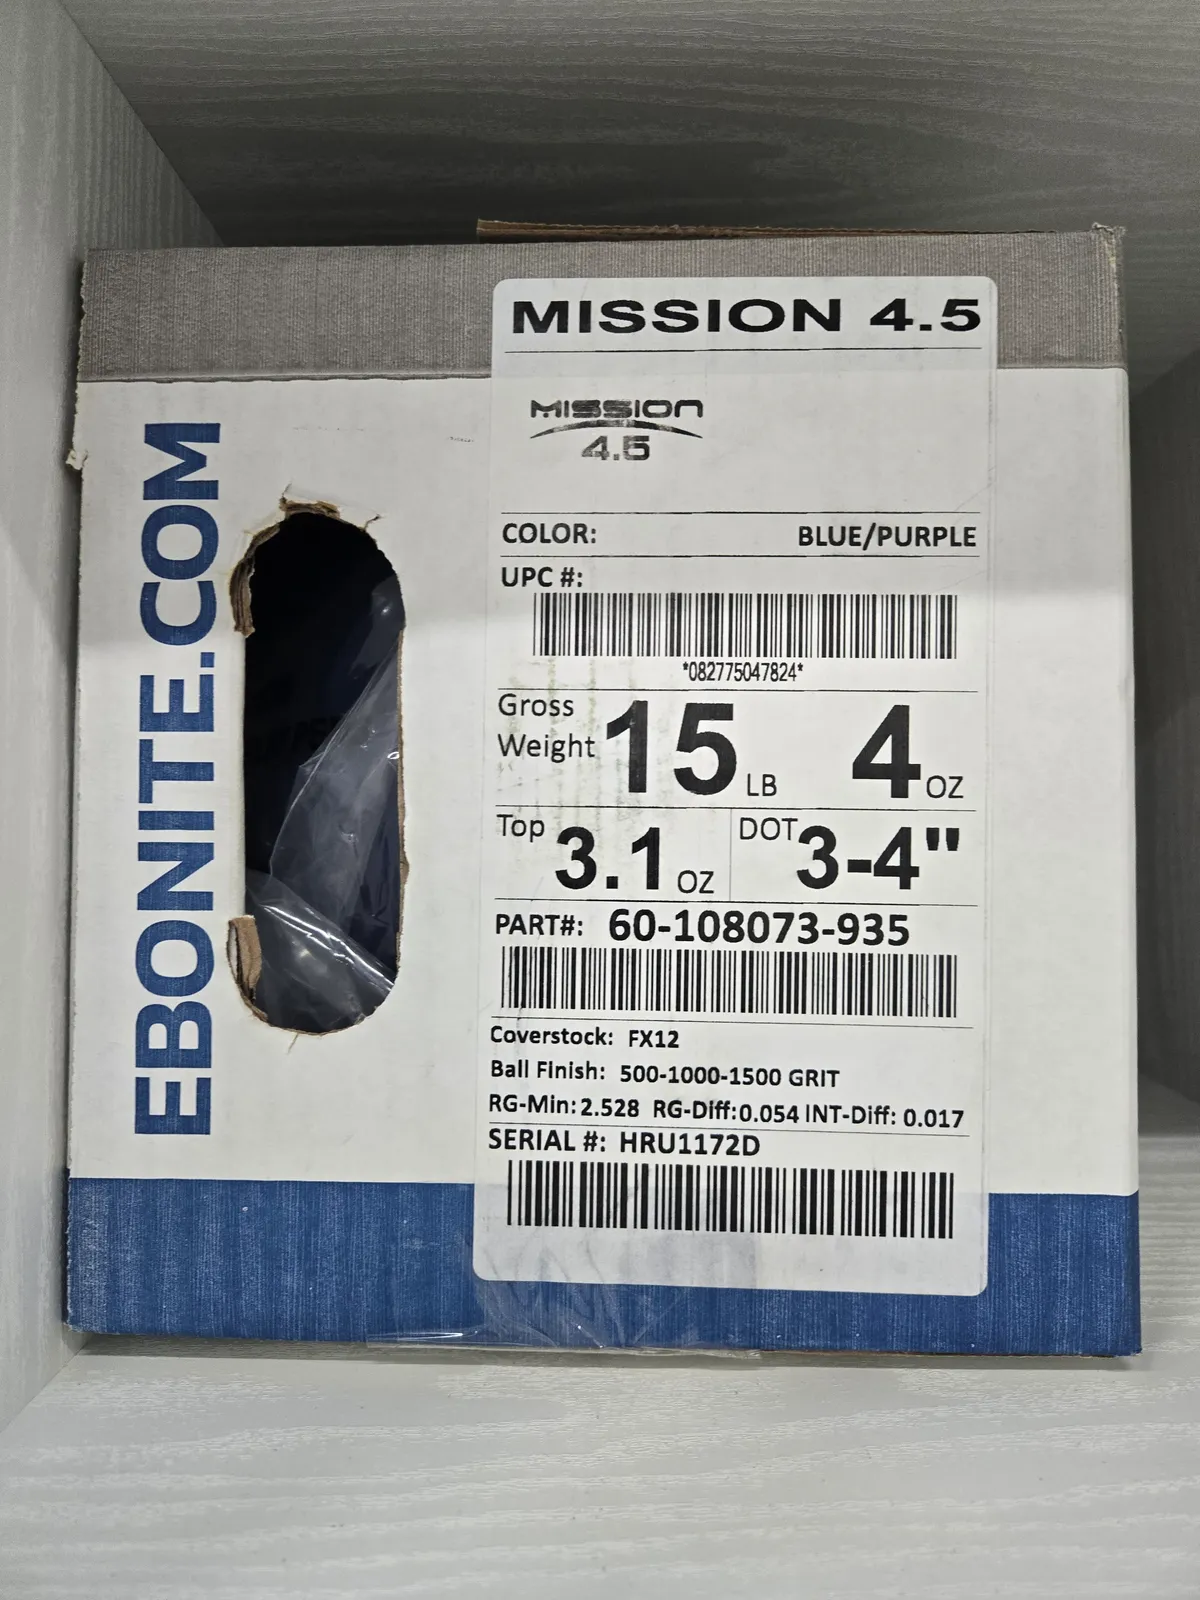 EBONITE.COM
MISSION 4.5
MISSION
4.5
COLOR: BLUE/PURPLE
UPC #:
*082775047824*
Gross Weight 15 LB 4 OZ
Top 3.1 OZ DOT 3-4"
PART#: 60-108073-935
Coverstock: FX12
Ball Finish: 500-1000-1500 GRIT
RG-Min: 2.528 RG-Diff: 0.054 INT-Diff: 0.017
SERIAL #: HRU1172D